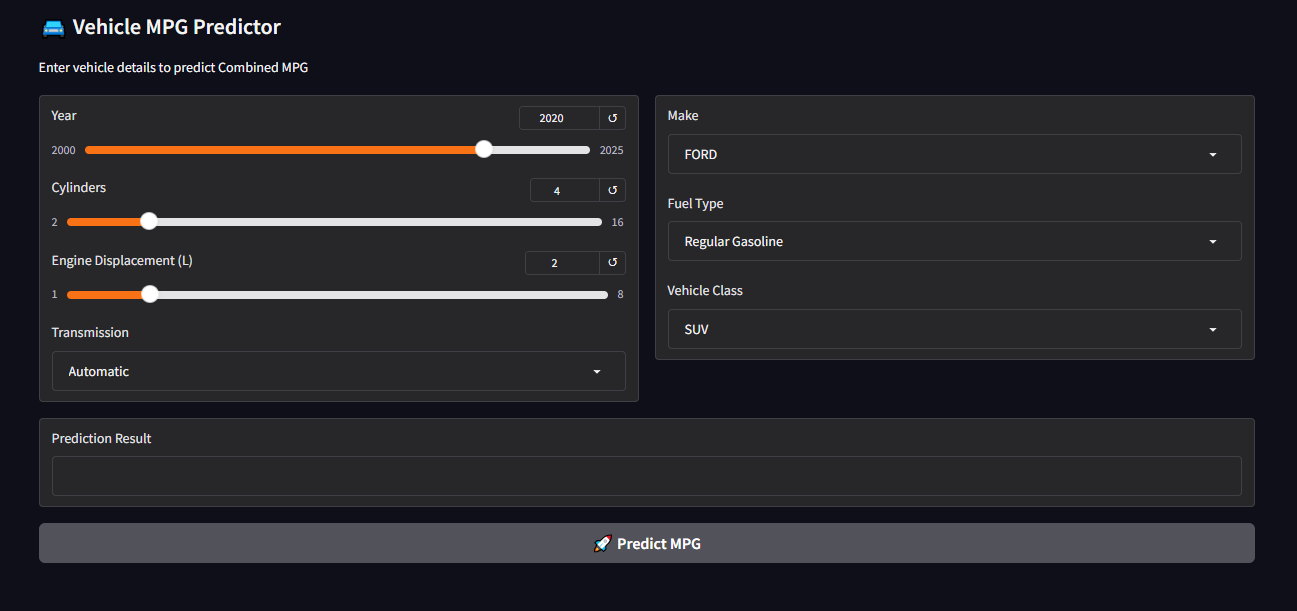 Vehicle MPG Predictor
Enter vehicle details to predict Combined MPG
Year
2020 ↺
2000 2025
Cylinders
4 ↺
2 16
Engine Displacement (L)
2 ↺
1 8
Transmission
Automatic
Make
FORD
Fuel Type
Regular Gasoline
Vehicle Class
SUV
Prediction Result
Predict MPG